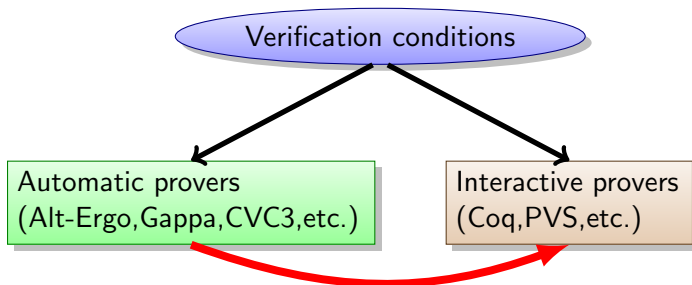 Verification conditions
Automatic provers
(Alt-Ergo,Gappa,CVC3,etc.)
Interactive provers
(Coq,PVS,etc.)